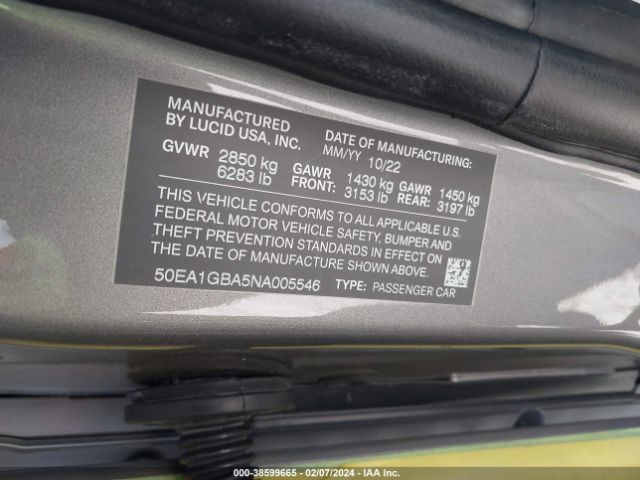 MANUFACTURED
BY LUCID USA, INC.
DATE OF MANUFACTURING:
MM/YY 10/22
GVWR 2850 kg
6283 lb
GAWR 1430 kg
FRONT: 3153 lb
GAWR 1450 kg
REAR: 3197 lb
THIS VEHICLE CONFORMS TO ALL APPLICABLE U.S.
FEDERAL MOTOR VEHICLE SAFETY, BUMPER AND
THEFT PREVENTION STANDARDS IN EFFECT ON
THE DATE OF MANUFACTURE SHOWN ABOVE.
50EA1GBA5NA005546 TYPE: PASSENGER CAR
000-38599665 - 02/07/2024 - IAA Inc.